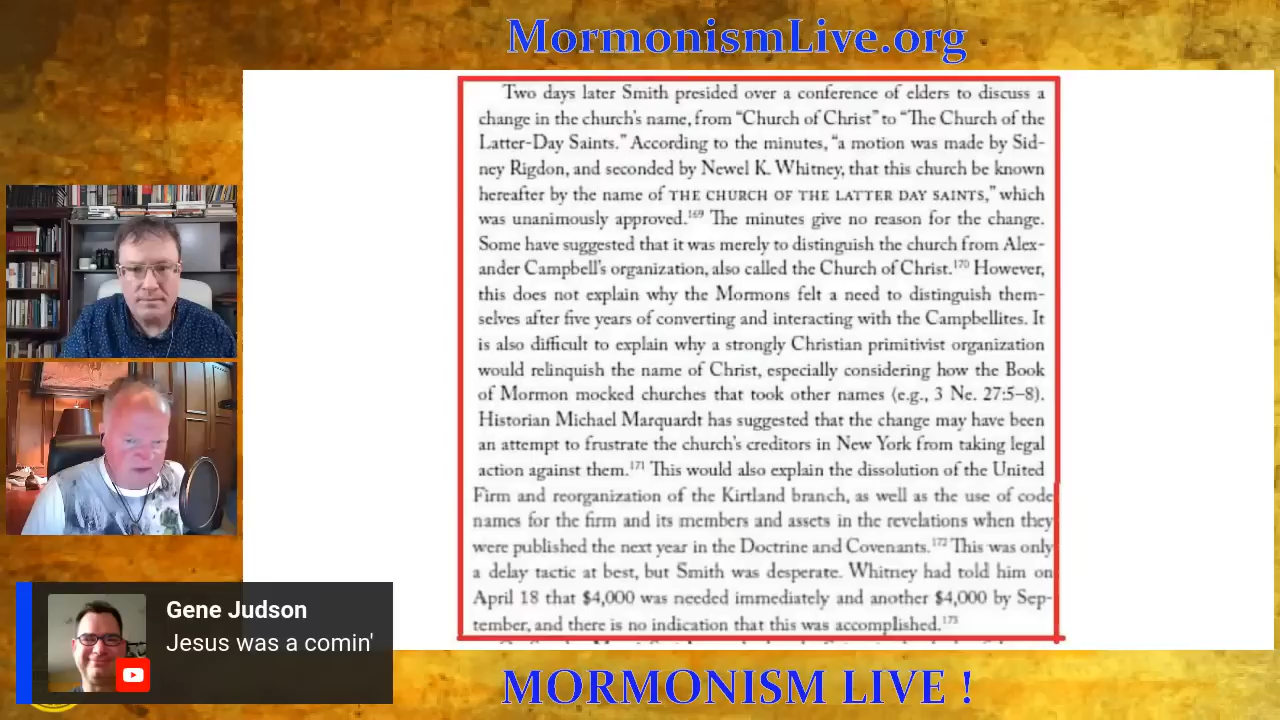 MormonismLive.org
Two days later Smith presided over a conference of elders to discuss a
change in the church's name, from “Church of Christ” to “The Church of the
Latter-Day Saints.” According to the minutes, “a motion was made by Sid-
ney Rigdon, and seconded by Newel K. Whitney, that this church be known
hereafter by the name of THE CHURCH OF THE LATTER DAY SAINTS,” which
was unanimously approved.169 The minutes give no reason for the change.
Some have suggested that it was merely to distinguish the church from Alex-
ander Campbell's organization, also called the Church of Christ.170 However,
this does not explain why the Mormons felt a need to distinguish them-
selves after five years of converting and interacting with the Campbellites. It
is also difficult to explain why a strongly Christian primitivist organization
would relinquish the name of Christ, especially considering how the Book
of Mormon mocked churches that took other names (e.g., 3 Ne. 27:5–8).
Historian Michael Marquardt has suggested that the change may have been
an attempt to frustrate the church's creditors in New York from taking legal
action against them.171 This would also explain the dissolution of the United
Firm and reorganization of the Kirtland branch, as well as the use of code
names for the firm and its members and assets in the revelations when they
were published the next year in the Doctrine and Covenants.172 This was only
a delay tactic at best, but Smith was desperate. Whitney had told him on
April 18 that $4,000 was needed immediately and another $4,000 by Sep-
tember, and there is no indication that this was accomplished.173
Gene Judson
Jesus was a comin'
MORMONISM LIVE !